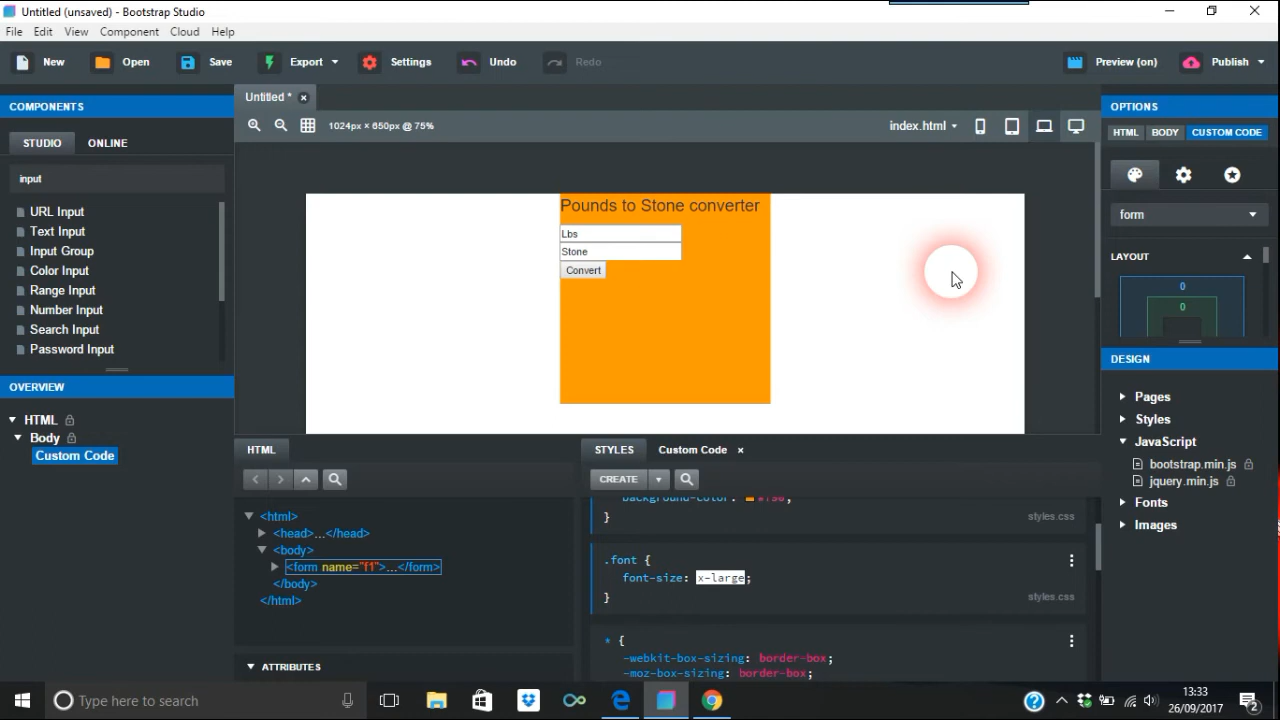 Untitled (unsaved) - Bootstrap Studio
File Edit View Component Cloud Help
New Open Save Export Settings Undo Redo Preview (on) Publish
COMPONENTS
STUDIO ONLINE
input
URL Input
Text Input
Input Group
Color Input
Range Input
Number Input
Search Input
Password Input
OVERVIEW
HTML
Body
Custom Code
Untitled *
1024px × 650px @ 75%
index.html
Pounds to Stone converter
Lbs
Stone
Convert
HTML
<html>
<head>...</head>
<body>
<form name="f1">...</form>
</body>
</html>
ATTRIBUTES
STYLES Custom Code
CREATE
}
styles.css
.font {
font-size: x-large;
}
styles.css
* {
-webkit-box-sizing: border-box;
-moz-box-sizing: border-box;
OPTIONS
HTML BODY CUSTOM CODE
form
LAYOUT
0
0
DESIGN
Pages
Styles
JavaScript
bootstrap.min.js
jquery.min.js
Fonts
Images
Type here to search
13:33
26/09/2017
2